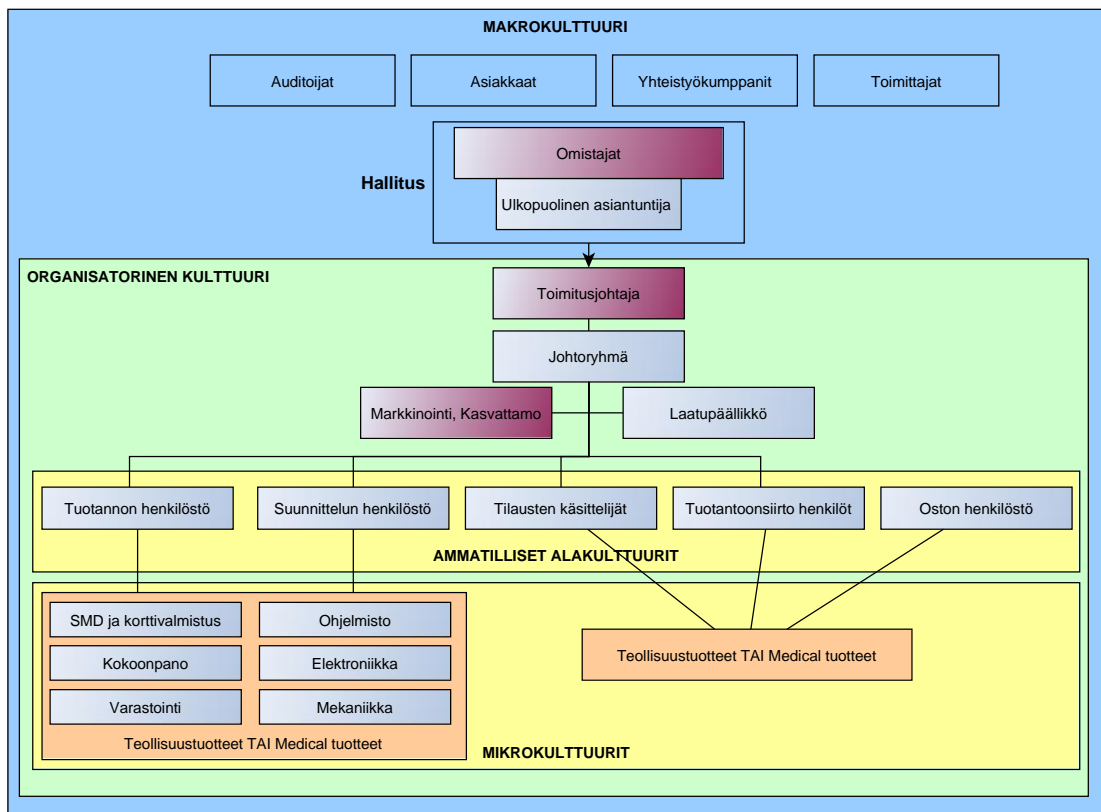 MAKROKULTTUURI
Auditoijat
Asiakkaat
Yhteistyökumppanit
Toimittajat
Omistajat
Hallitus
Ulkopuolinen asiantuntija
ORGANISATORINEN KULTTUURI
Toimitusjohtaja
Johtoryhmä
Markkinointi, Kasvattamo
Laatupäällikkö
Tuotannon henkilöstö
Suunnittelun henkilöstö
Tilausten käsittelijät
Tuotantoonsiirto henkilöt
Oston henkilöstö
AMMATILLISET ALAKULTTUURIT
SMD ja korttivalmistus
Ohjelmisto
Kokoonpano
Elektroniikka
Varastointi
Mekaniikka
Teollisuustuotteet TAI Medical tuotteet
Teollisuustuotteet TAI Medical tuotteet
MIKROKULTTUURIT